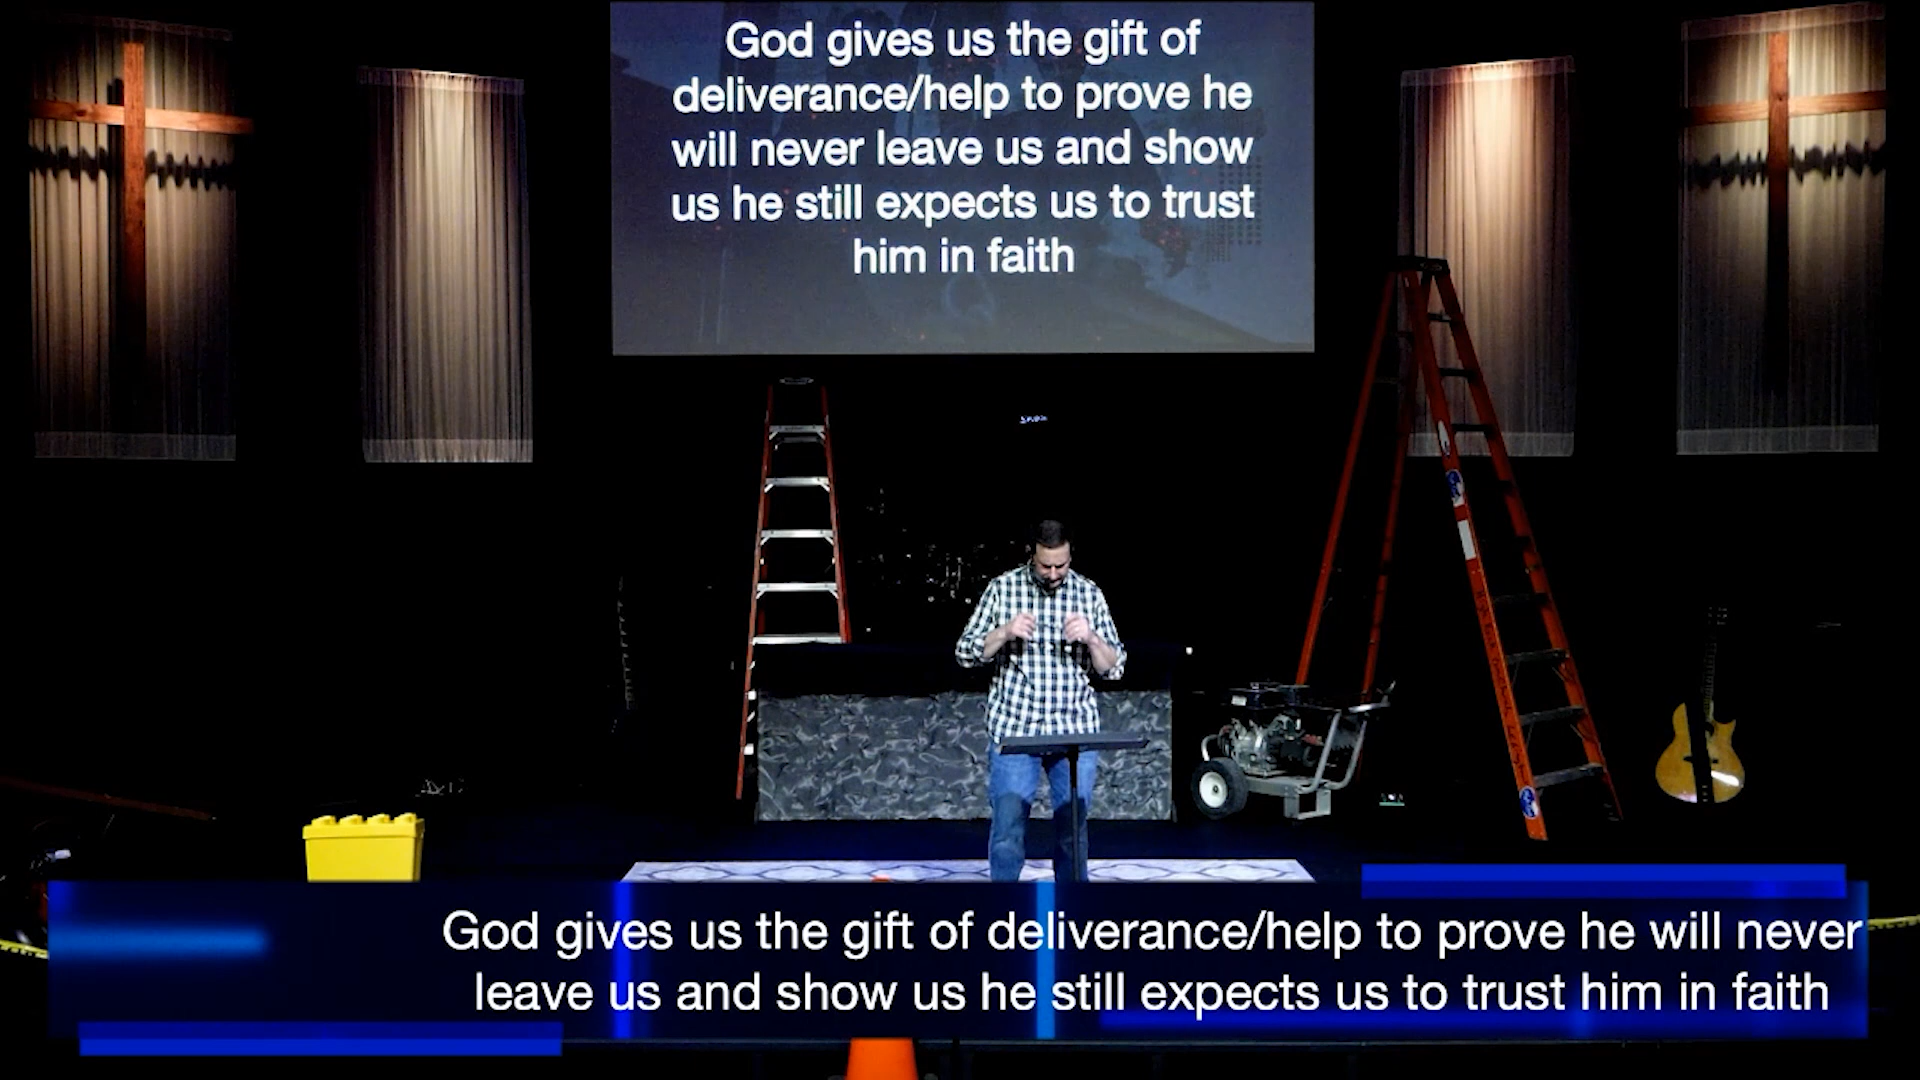 God gives us the gift of
deliverance/help to prove he
will never leave us and show
us he still expects us to trust
him in faith
God gives us the gift of deliverance/help to prove he will never
leave us and show us he still expects us to trust him in faith